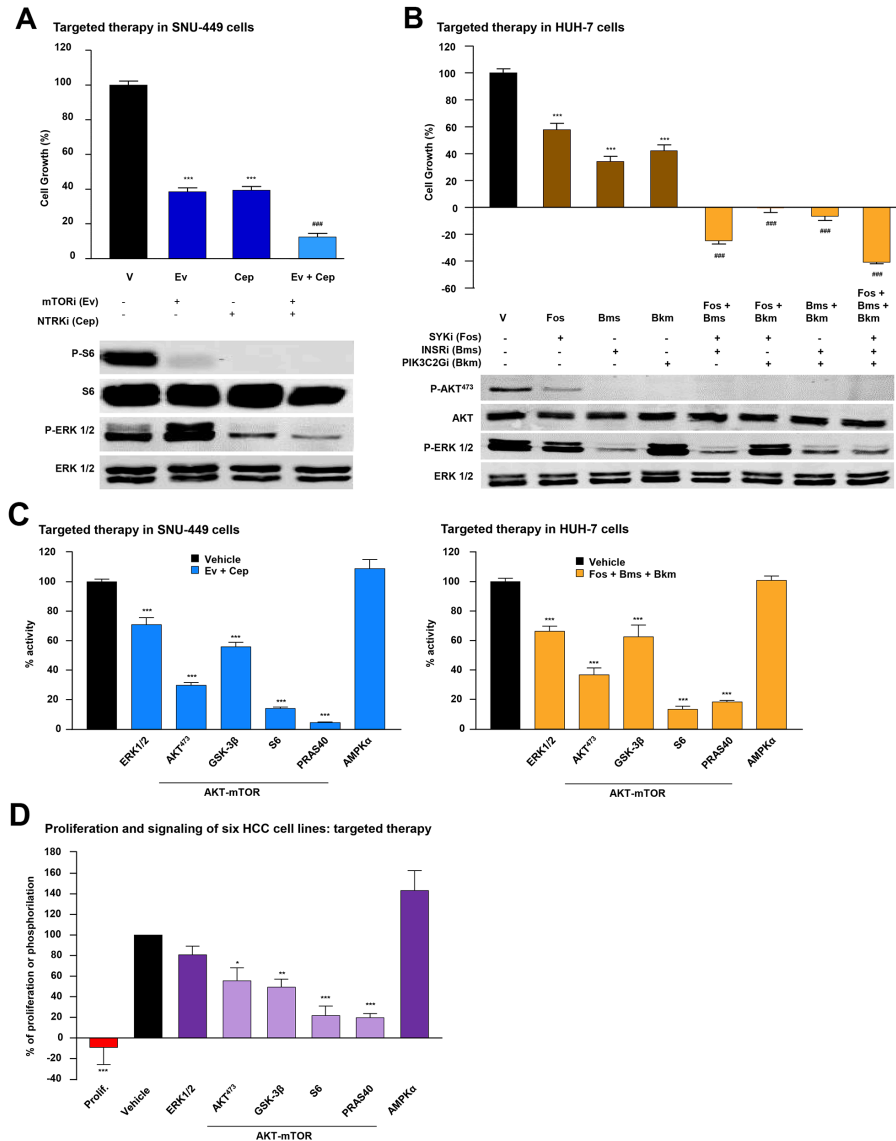 A
Targeted therapy in SNU-449 cells
Cell Growth (%)
120
100
80
60
40
20
0
*** *** ###
V Ev Cep Ev + Cep
mTORi (Ev) - + - +
NTRKi (Cep) - - + +
P-S6
S6
P-ERK 1/2
ERK 1/2
B
Targeted therapy in HUH-7 cells
Cell Growth (%)
120
100
80
60
40
20
0
-20
-40
-60
*** *** *** ### ### ### ###
V Fos Bms Bkm Fos + Bms Fos + Bkm Bms + Bkm Fos + Bms + Bkm
SYKi (Fos) - + - - + + - +
INSRi (Bms) - - + - + - + +
PIK3C2Gi (Bkm) - - - + - + + +
P-AKT⁴⁷³
AKT
P-ERK 1/2
ERK 1/2
C
Targeted therapy in SNU-449 cells
% activity
120
100
80
60
40
20
0
Vehicle
Ev + Cep
*** *** *** *** ***
ERK1/2 AKT⁴⁷³ GSK-3β S6 PRAS40 AMPKα
AKT-mTOR
Targeted therapy in HUH-7 cells
% activity
120
100
80
60
40
20
0
Vehicle
Fos + Bms + Bkm
*** *** *** *** ***
ERK1/2 AKT⁴⁷³ GSK-3β S6 PRAS40 AMPKα
AKT-mTOR
D
Proliferation and signaling of six HCC cell lines: targeted therapy
% of proliferation or phosphorilation
160
140
120
100
80
60
40
20
0
-20
-40
*** * ** *** ***
Prolif. Vehicle ERK1/2 AKT⁴⁷³ GSK-3β S6 PRAS40 AMPKα
AKT-mTOR